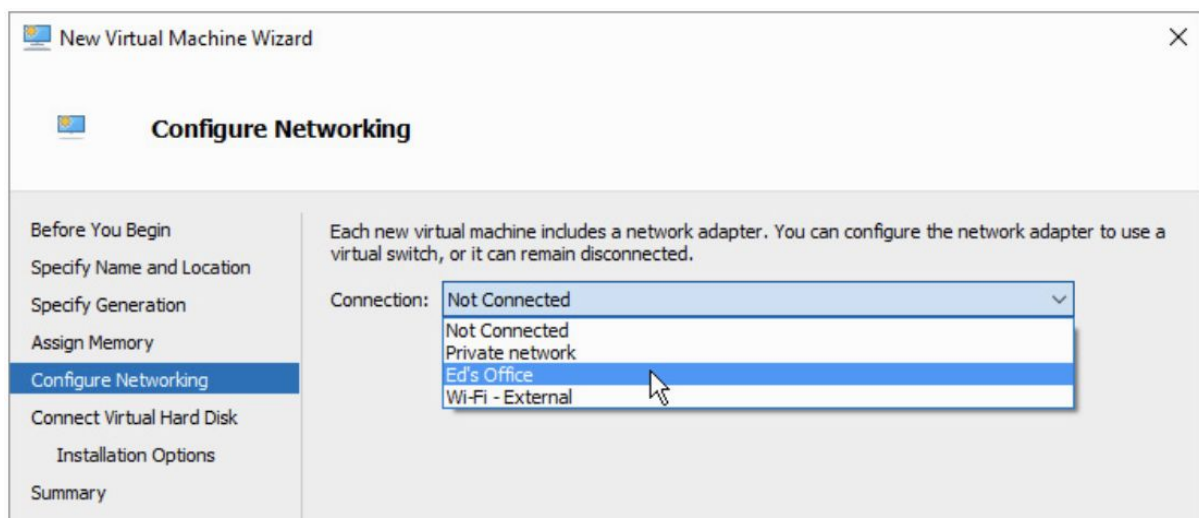 New Virtual Machine Wizard
Configure Networking
Before You Begin
Specify Name and Location
Specify Generation
Assign Memory
Configure Networking
Connect Virtual Hard Disk
Installation Options
Summary
Each new virtual machine includes a network adapter. You can configure the network adapter to use a
virtual switch, or it can remain disconnected.
Connection: Not Connected
Not Connected
Private network
Ed's Office
Wi-Fi - External